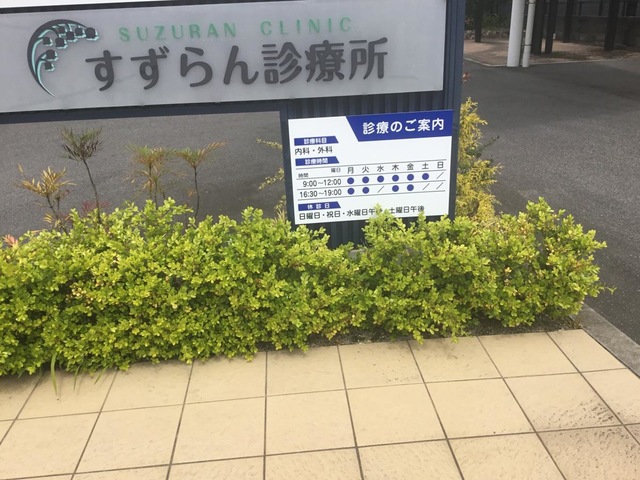 SUZURAN CLINIC
すずらん診療所
診療のご案内
診療科目
内科・外科
診療時間
時間 曜日 月 火 水 木 金 土 日
9:00~12:00 ● ● ● ● ● ● ／
16:30~19:00 ● ● ／ ● ● ／ ／
休診日
日曜日・祝日・水曜日午後・土曜日午後